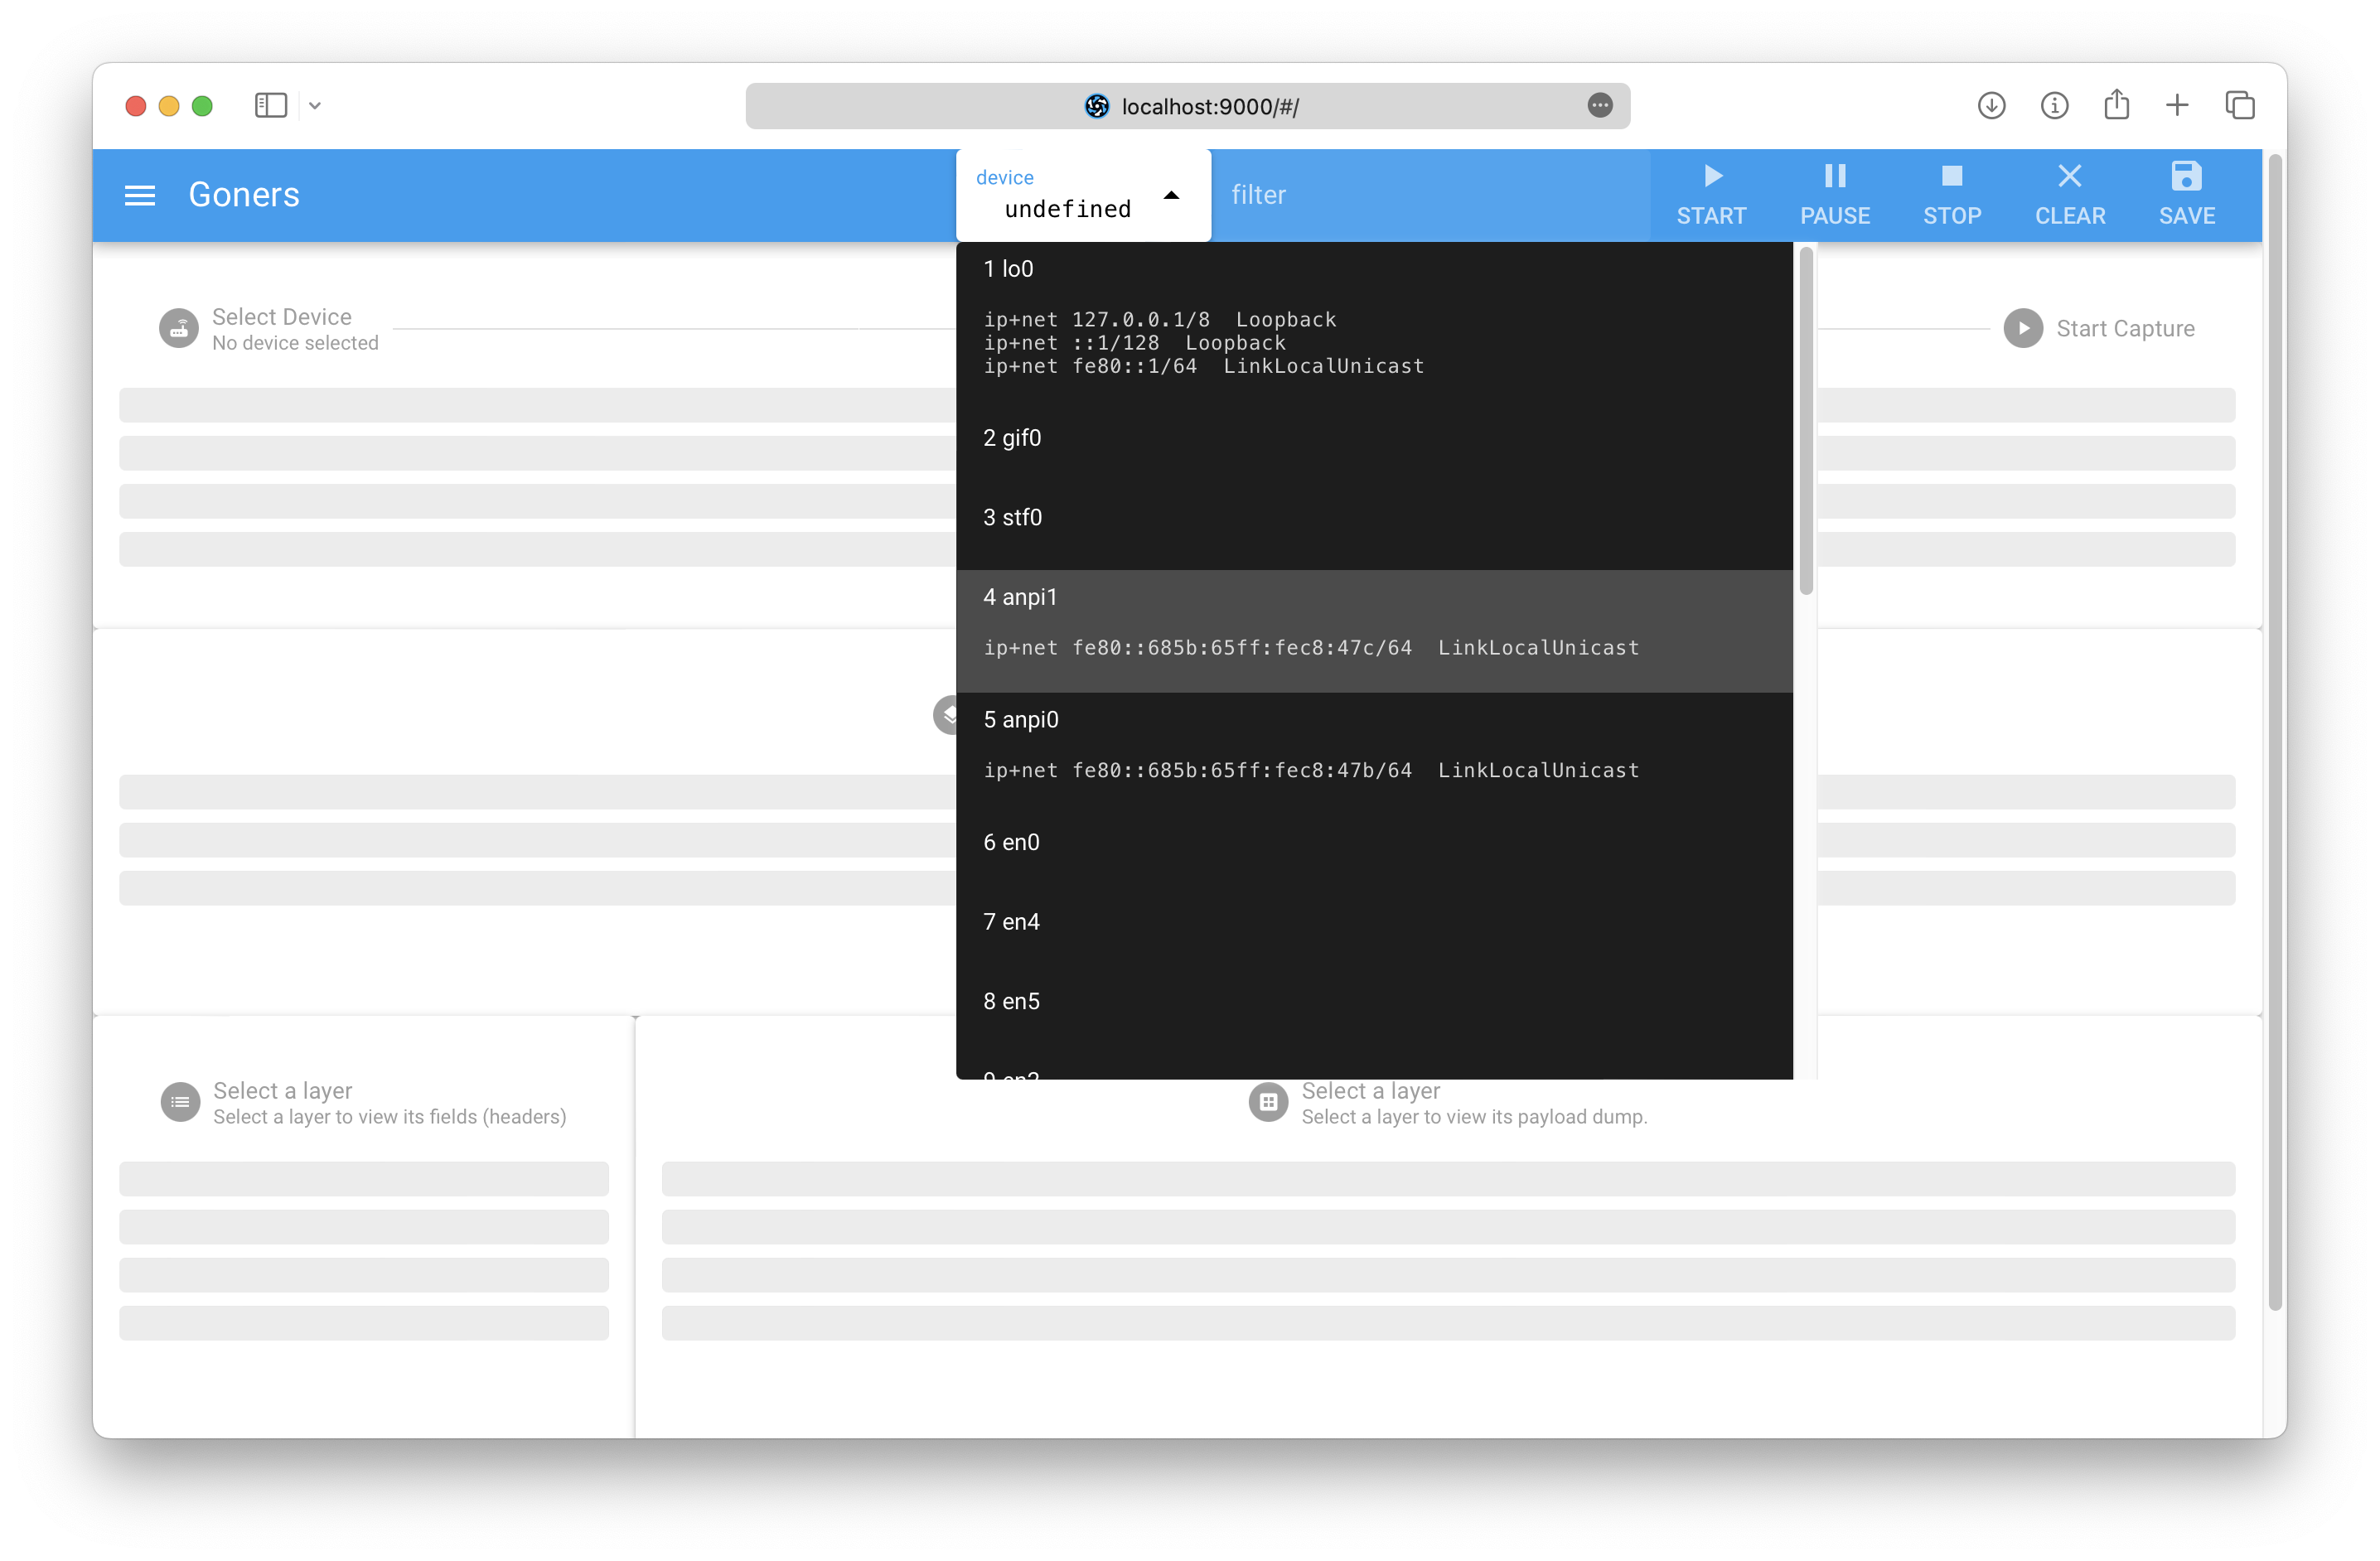 localhost:9000/#/
Goners
device
undefined
filter
START
PAUSE
STOP
CLEAR
SAVE
Select Device
No device selected
Start Capture
1 lo0
ip+net 127.0.0.1/8  Loopback
ip+net ::1/128  Loopback
ip+net fe80::1/64  LinkLocalUnicast
2 gif0
3 stf0
4 anpi1
ip+net fe80::685b:65ff:fec8:47c/64  LinkLocalUnicast
5 anpi0
ip+net fe80::685b:65ff:fec8:47b/64  LinkLocalUnicast
6 en0
7 en4
8 en5
Select a layer
Select a layer to view its fields (headers)
Select a layer
Select a layer to view its payload dump.